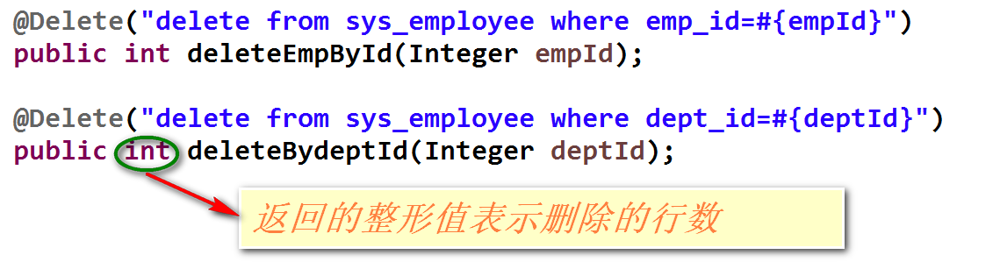 @Delete("delete from sys_employee where emp_id=#{empId}")
public int deleteEmpById(Integer empId);
@Delete("delete from sys_employee where dept_id=#{deptId}")
public int deleteBydeptId(Integer deptId);
返回的整形值表示删除的行数